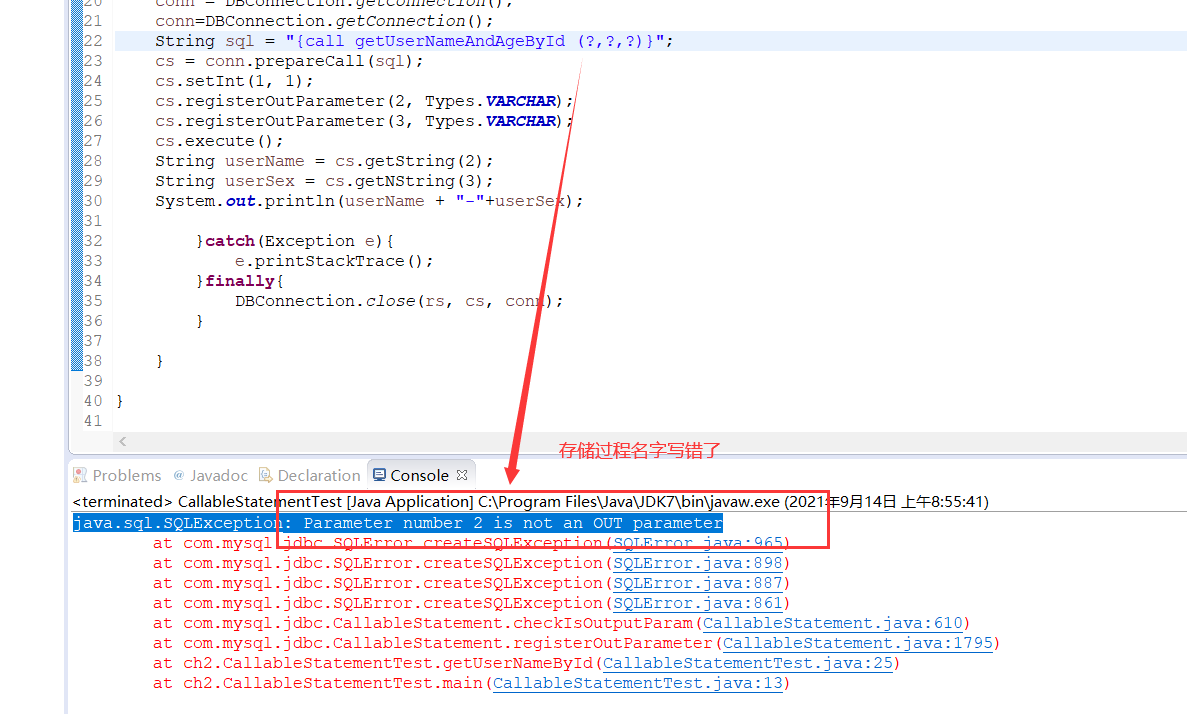 20 conn = DBConnection.getConnection();
21 conn=DBConnection.getConnection();
22 String sql = "{call getUserNameAndAgeById (?,?,?)}";
23 cs = conn.prepareCall(sql);
24 cs.setInt(1, 1);
25 cs.registerOutParameter(2, Types.VARCHAR);
26 cs.registerOutParameter(3, Types.VARCHAR);
27 cs.execute();
28 String userName = cs.getString(2);
29 String userSex = cs.getNString(3);
30 System.out.println(userName + "-"+userSex);
31
32 }catch(Exception e){
33 e.printStackTrace();
34 }finally{
35 DBConnection.close(rs, cs, conn);
36 }
37
38 }
39
40 }
41
存储过程名字写错了
Problems @ Javadoc Declaration Console
<terminated> CallableStatementTest [Java Application] C:\Program Files\Java\JDK7\bin\javaw.exe (2021年9月14日 上午8:55:41)
java.sql.SQLException: Parameter number 2 is not an OUT parameter
at com.mysql.jdbc.SQLError.createSQLException(SQLError.java:965)
at com.mysql.jdbc.SQLError.createSQLException(SQLError.java:898)
at com.mysql.jdbc.SQLError.createSQLException(SQLError.java:887)
at com.mysql.jdbc.SQLError.createSQLException(SQLError.java:861)
at com.mysql.jdbc.CallableStatement.checkIsOutputParam(CallableStatement.java:610)
at com.mysql.jdbc.CallableStatement.registerOutParameter(CallableStatement.java:1795)
at ch2.CallableStatementTest.getUserNameById(CallableStatementTest.java:25)
at ch2.CallableStatementTest.main(CallableStatementTest.java:13)